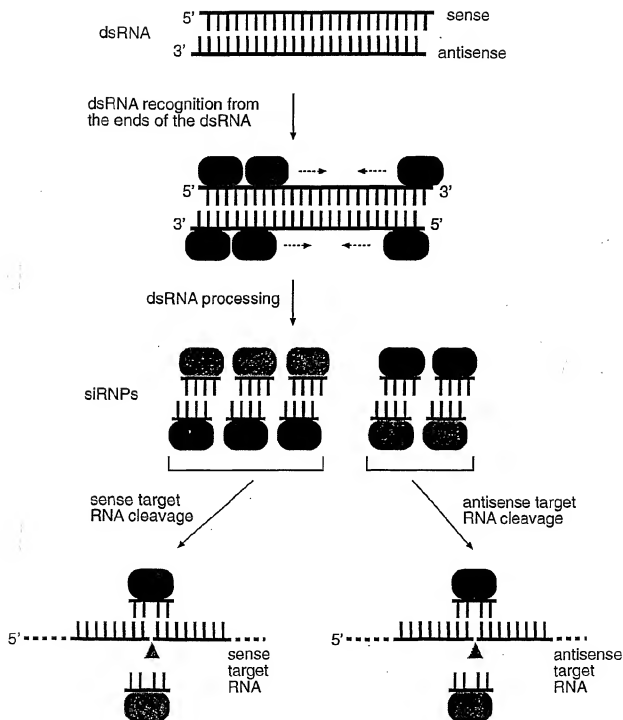 5' sense
dsRNA
3' antisense
dsRNA recognition from
the ends of the dsRNA
5' 3'
3' 5'
dsRNA processing
siRNPs
sense target
RNA cleavage
antisense target
RNA cleavage
5'
sense
target
RNA
5'
antisense
target
RNA